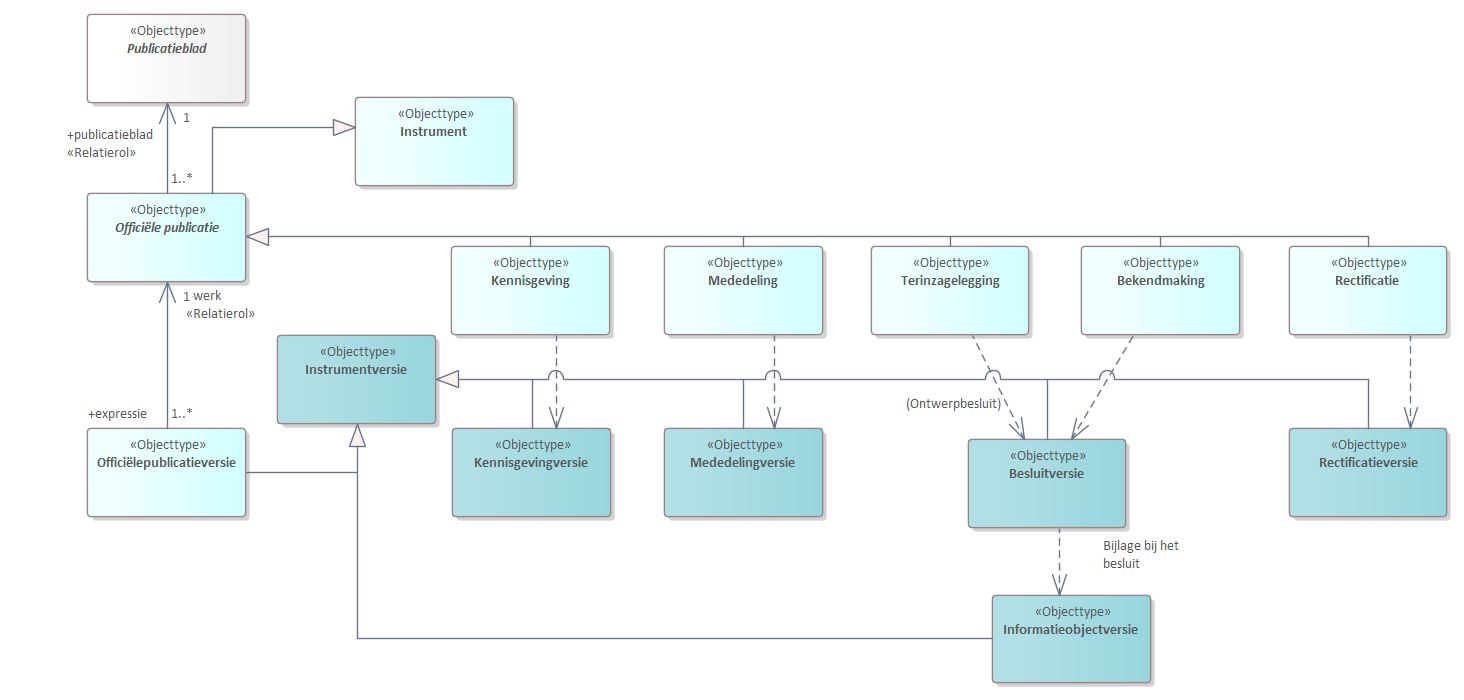 «Objecttype»
Publicatieblad
1
+publicatieblad
«Relatierol»
1..*
«Objecttype»
Instrument
«Objecttype»
Officiële publicatie
«Objecttype»
Kennisgeving
«Objecttype»
Mededeling
«Objecttype»
Terinzagelegging
«Objecttype»
Bekendmaking
«Objecttype»
Rectificatie
1 werk
«Relatierol»
«Objecttype»
Instrumentversie
+expressie
1..*
(Ontwerpbesluit)
«Objecttype»
Officiëlepublicatieversie
«Objecttype»
Kennisgevingversie
«Objecttype»
Mededelingversie
«Objecttype»
Besluitversie
«Objecttype»
Rectificatieversie
Bijlage bij het
besluit
«Objecttype»
Informatieobjectversie